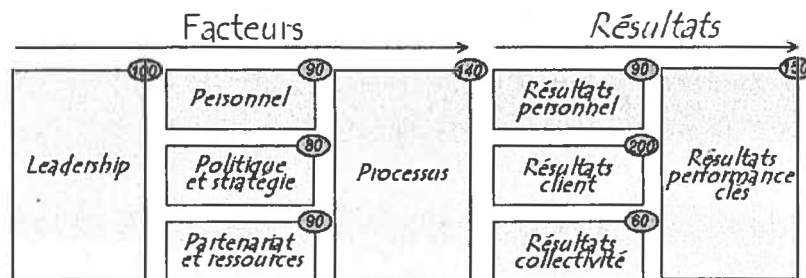 Facteurs
Résultats
100
90
140
90
150
Personnel
Résultats
personnel
80
200
Leadership
Politique
et stratégie
Processus
Résultats
client
Résultats
performance
clés
90
60
Partenariat
et ressources
Résultats
collectivité